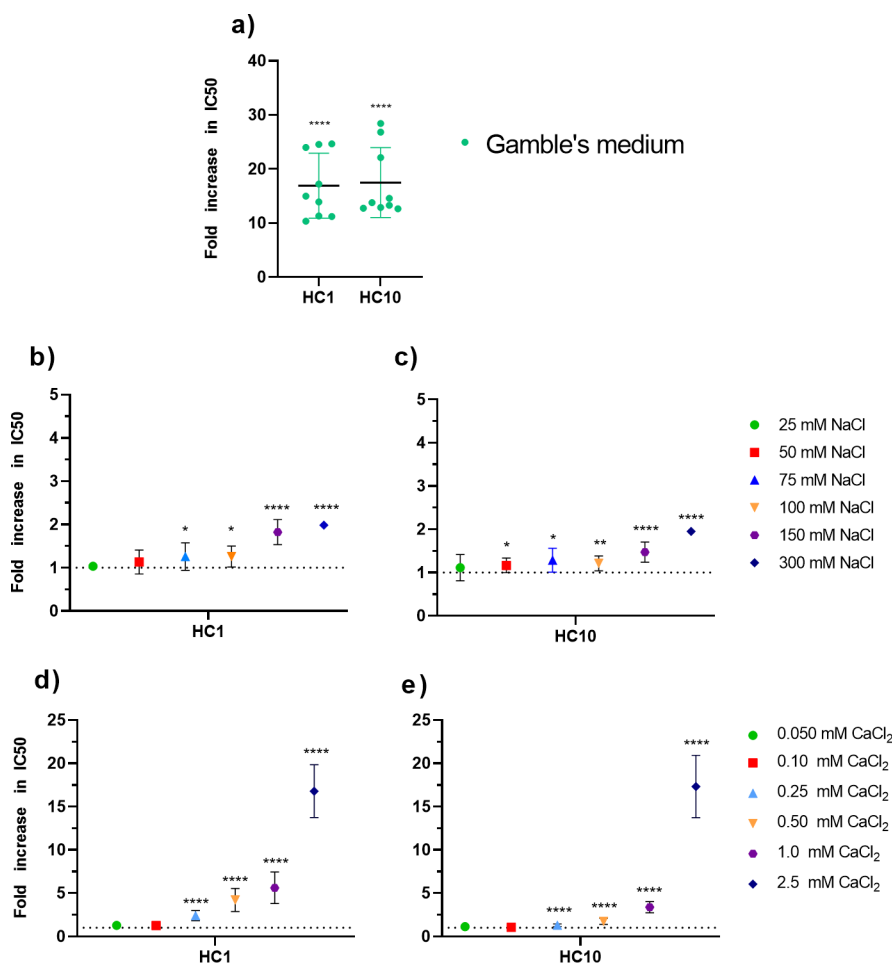 a)
Fold increase in IC50
40
30
20
10
0
****
****
HC1
HC10
Gamble's medium
b)
Fold increase in IC50
5
4
3
2
1
0
*
*
****
****
HC1
c)
5
4
3
2
1
0
*
*
**
****
****
HC10
25 mM NaCl
50 mM NaCl
75 mM NaCl
100 mM NaCl
150 mM NaCl
300 mM NaCl
d)
Fold increase in IC50
25
20
15
10
5
0
****
****
****
****
HC1
e)
25
20
15
10
5
0
****
****
****
****
HC10
0.050 mM CaCl₂
0.10 mM CaCl₂
0.25 mM CaCl₂
0.50 mM CaCl₂
1.0 mM CaCl₂
2.5 mM CaCl₂